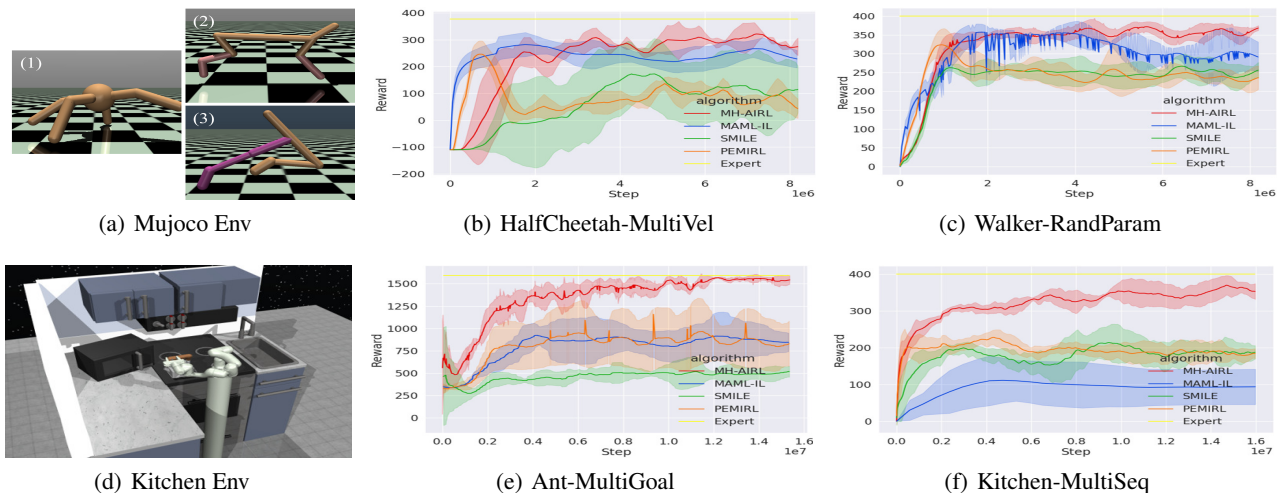 (1)
(2)
(3)
(a) Mujoco Env
400
300
200
100
0
−100
−200
Reward
0
2
4
6
8
1e6
Step
algorithm
MH-AIRL
MAML-IL
SMILE
PEMIRL
Expert
(b) HalfCheetah-MultiVel
400
350
300
250
200
150
100
50
0
Reward
0
2
4
6
8
1e6
Step
algorithm
MH-AIRL
MAML-IL
SMILE
PEMIRL
Expert
(c) Walker-RandParam
(d) Kitchen Env
1500
1250
1000
750
500
250
0
Reward
0.0
0.2
0.4
0.6
0.8
1.0
1.2
1.4
1.6
1e7
Step
algorithm
MH-AIRL
MAML-IL
SMILE
PEMIRL
Expert
(e) Ant-MultiGoal
400
300
200
100
0
Reward
0.0
0.2
0.4
0.6
0.8
1.0
1.2
1.4
1.6
1e7
Step
algorithm
MH-AIRL
MAML-IL
SMILE
PEMIRL
Expert
(f) Kitchen-MultiSeq